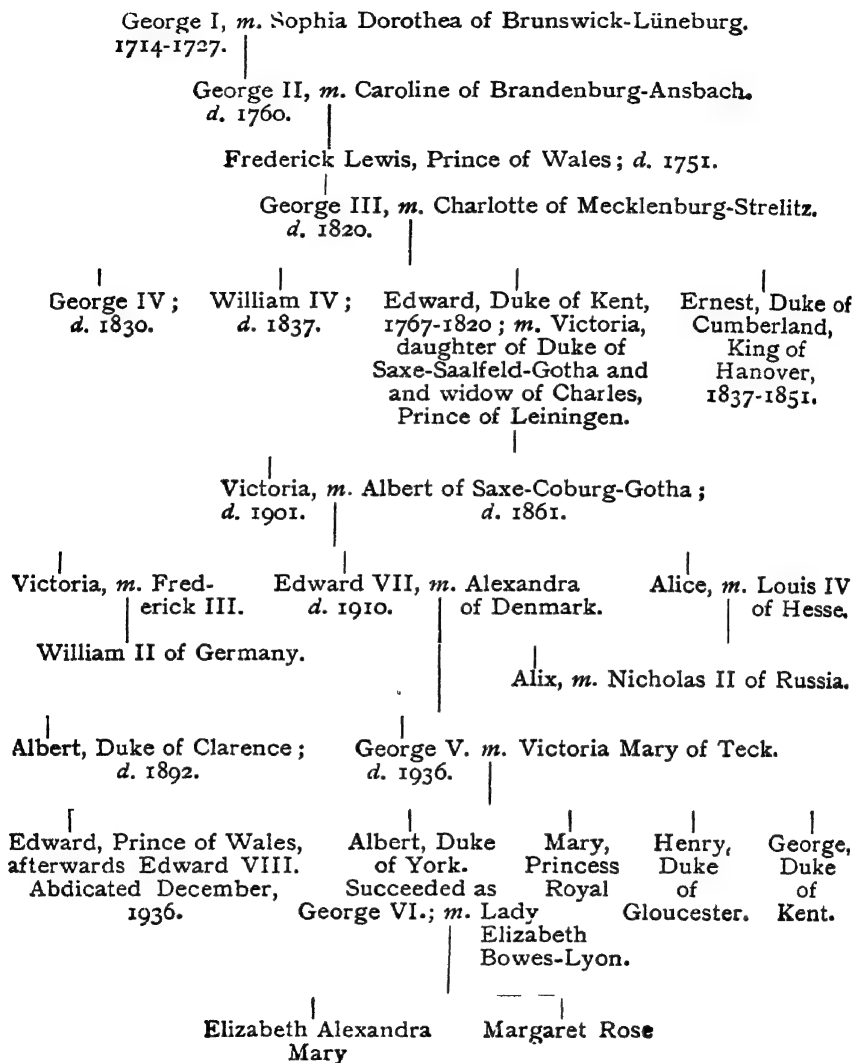 George I, m. Sophia Dorothea of Brunswick-Lüneburg.
1714-1727.
George II, m. Caroline of Brandenburg-Ansbach.
d. 1760.
Frederick Lewis, Prince of Wales; d. 1751.
George III, m. Charlotte of Mecklenburg-Strelitz.
d. 1820.
George IV;
d. 1830.
William IV;
d. 1837.
Edward, Duke of Kent,
1767-1820; m. Victoria,
daughter of Duke of
Saxe-Saalfeld-Gotha and
and widow of Charles,
Prince of Leiningen.
Ernest, Duke of
Cumberland,
King of
Hanover,
1837-1851.
Victoria, m. Albert of Saxe-Coburg-Gotha;
d. 1901. d. 1861.
Victoria, m. Fred-
erick III.
Edward VII, m. Alexandra
d. 1910. of Denmark.
Alice, m. Louis IV
of Hesse.
William II of Germany.
Alix, m. Nicholas II of Russia.
Albert, Duke of Clarence;
d. 1892.
George V. m. Victoria Mary of Teck.
d. 1936.
Edward, Prince of Wales,
afterwards Edward VIII.
Abdicated December,
1936.
Albert, Duke
of York.
Succeeded as
George VI.; m. Lady
Elizabeth
Bowes-Lyon.
Mary,
Princess
Royal
Henry,
Duke
of
Gloucester.
George,
Duke
of
Kent.
Elizabeth Alexandra
Mary
Margaret Rose